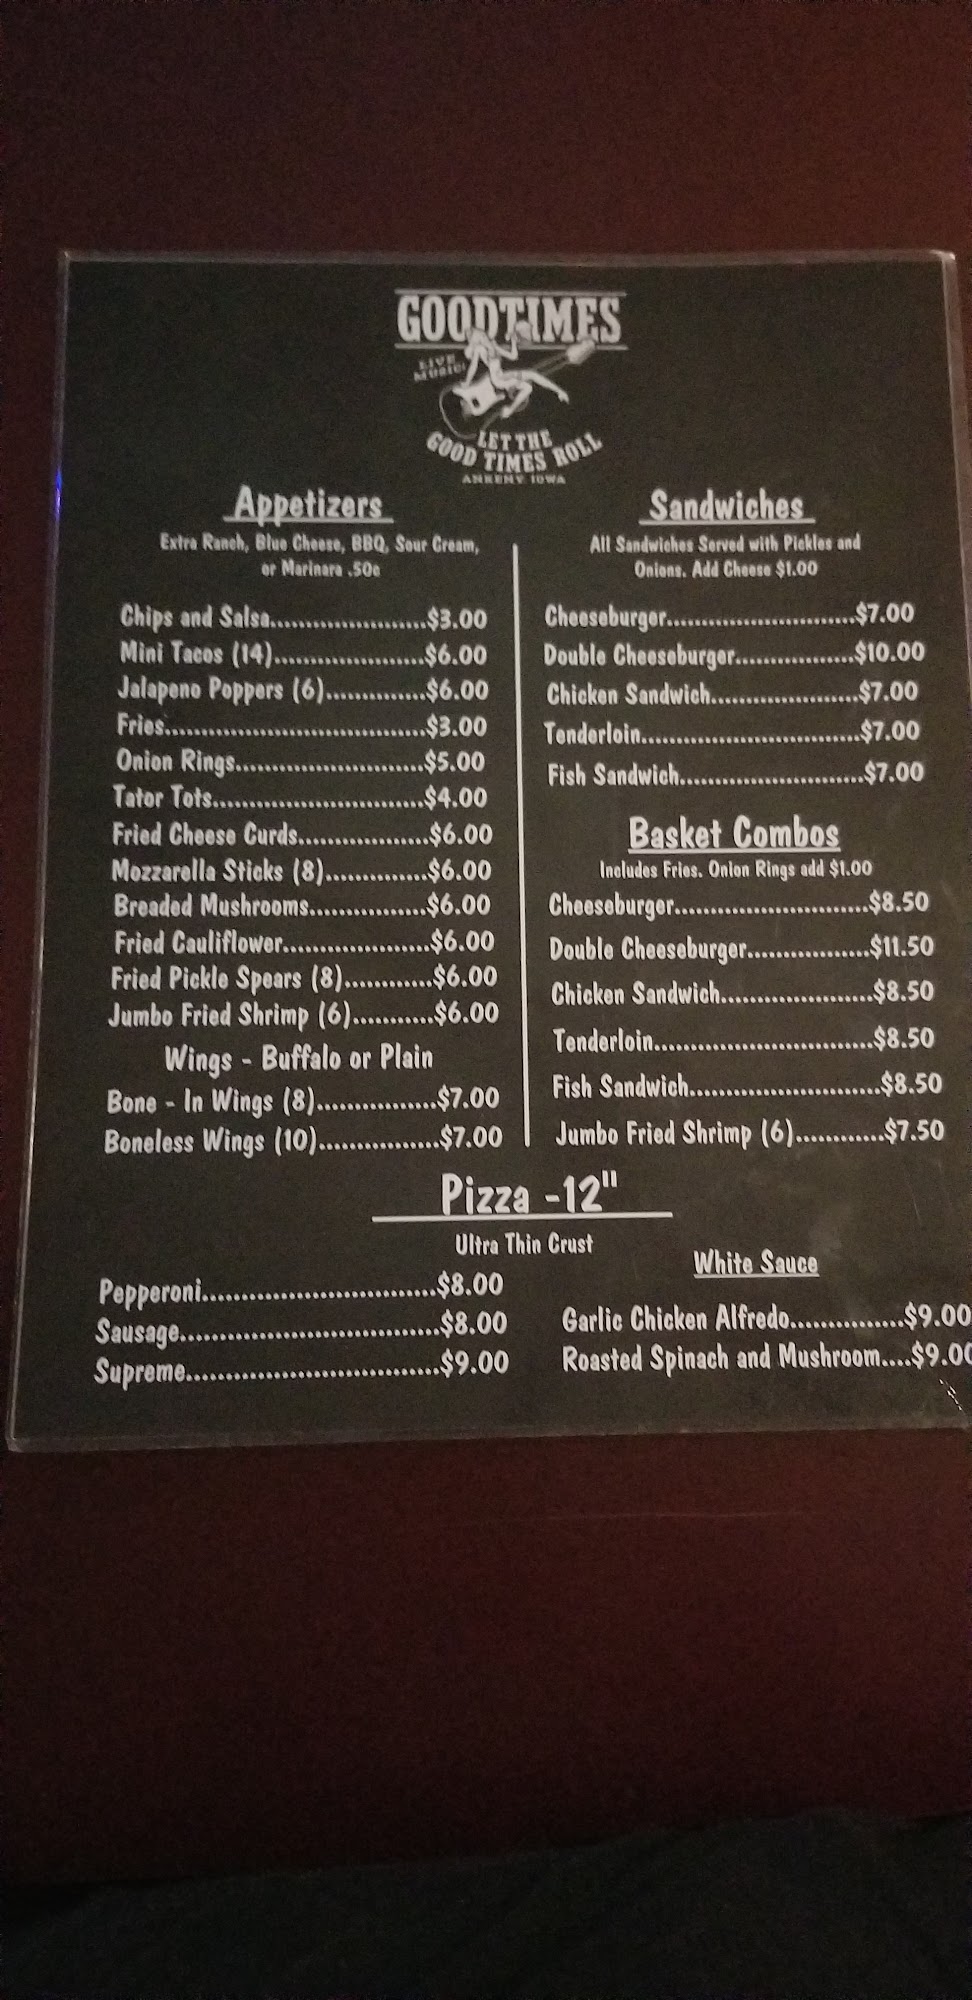 GOODTIMES
LIVE
MUSIC!
LET THE
GOOD TIMES ROLL
ANKENY IOWA
Appetizers
Extra Ranch, Blue Cheese, BBQ, Sour Cream,
or Marinara .50¢
Chips and Salsa......................$3.00
Mini Tacos (14).....................$6.00
Jalapeno Poppers (6)..............$6.00
Fries.....................................$3.00
Onion Rings...........................$5.00
Tator Tots..............................$4.00
Fried Cheese Curds..................$6.00
Mozzarella Sticks (8)..............$6.00
Breaded Mushrooms.................$6.00
Fried Cauliflower.....................$6.00
Fried Pickle Spears (8)............$6.00
Jumbo Fried Shrimp (6)...........$6.00
Wings - Buffalo or Plain
Bone - In Wings (8).................$7.00
Boneless Wings (10).................$7.00
Sandwiches
All Sandwiches Served with Pickles and
Onions. Add Cheese $1.00
Cheeseburger...........................$7.00
Double Cheeseburger.................$10.00
Chicken Sandwich.....................$7.00
Tenderloin...............................$7.00
Fish Sandwich..........................$7.00
Basket Combos
Includes Fries. Onion Rings add $1.00
Cheeseburger...........................$8.50
Double Cheeseburger.................$11.50
Chicken Sandwich.....................$8.50
Tenderloin...............................$8.50
Fish Sandwich...........................$8.50
Jumbo Fried Shrimp (6)............$7.50
Pizza -12"
Ultra Thin Crust
Pepperoni.................................$8.00
Sausage.....................................$8.00
Supreme....................................$9.00
White Sauce
Garlic Chicken Alfredo...............$9.00
Roasted Spinach and Mushroom....$9.00